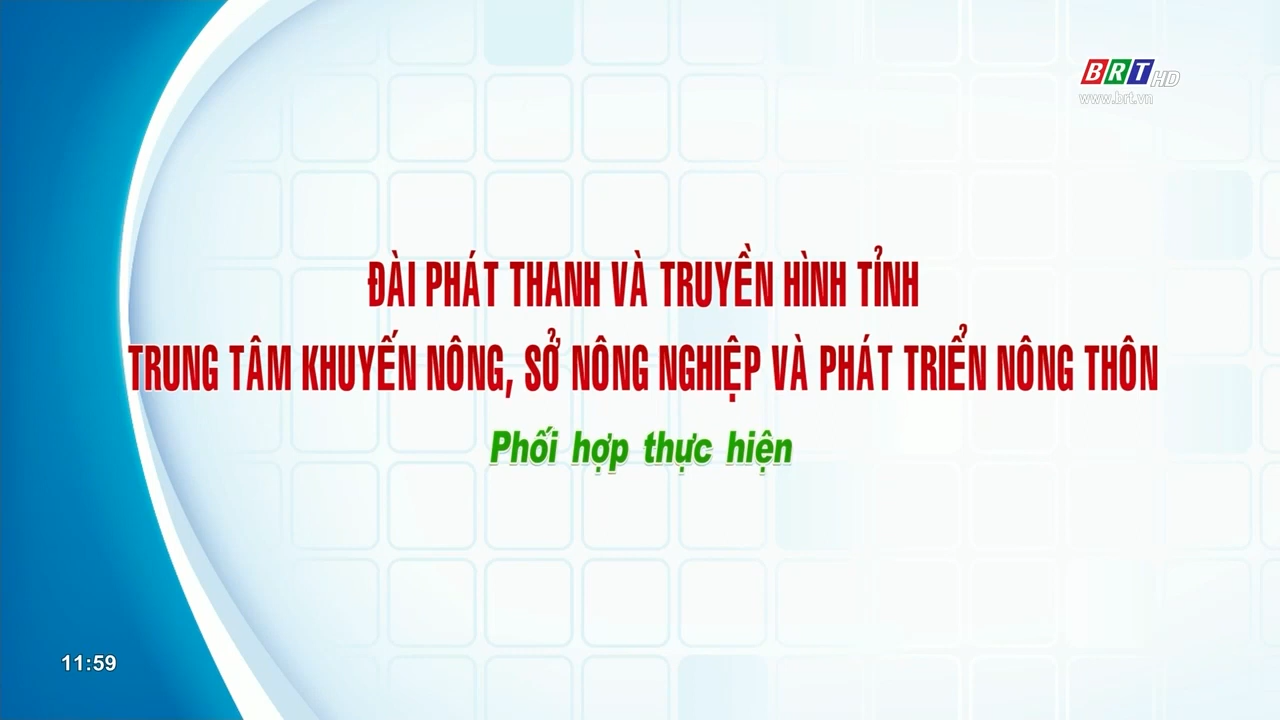 BRT HD
www.brt.vn
ĐÀI PHÁT THANH VÀ TRUYỀN HÌNH TỈNH
TRUNG TÂM KHUYẾN NÔNG, SỞ NÔNG NGHIỆP VÀ PHÁT TRIỂN NÔNG THÔN
Phối hợp thực hiện
11:59